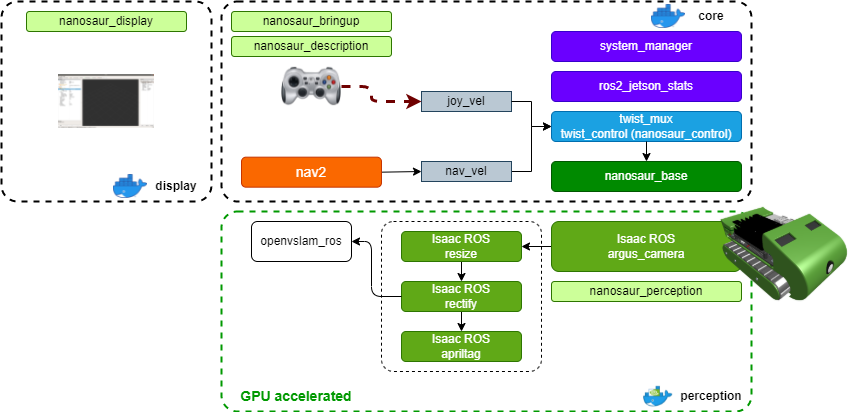 nanosaur_display
display
nanosaur_bringup
nanosaur_description
core
system_manager
ros2_jetson_stats
joy_vel
twist_mux
twist_control (nanosaur_control)
nav2
nav_vel
nanosaur_base
openvslam_ros
Isaac ROS
resize
Isaac ROS
argus_camera
Isaac ROS
rectify
nanosaur_perception
Isaac ROS
apriltag
GPU accelerated
perception